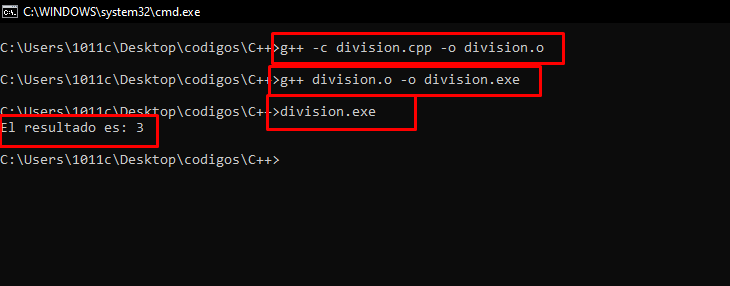 C:\WINDOWS\system32\cmd.exe
C:\Users\1011c\Desktop\codigos\C++>g++ -c division.cpp -o division.o
C:\Users\1011c\Desktop\codigos\C++>g++ division.o -o division.exe
C:\Users\1011c\Desktop\codigos\C++>division.exe
El resultado es: 3
C:\Users\1011c\Desktop\codigos\C++>